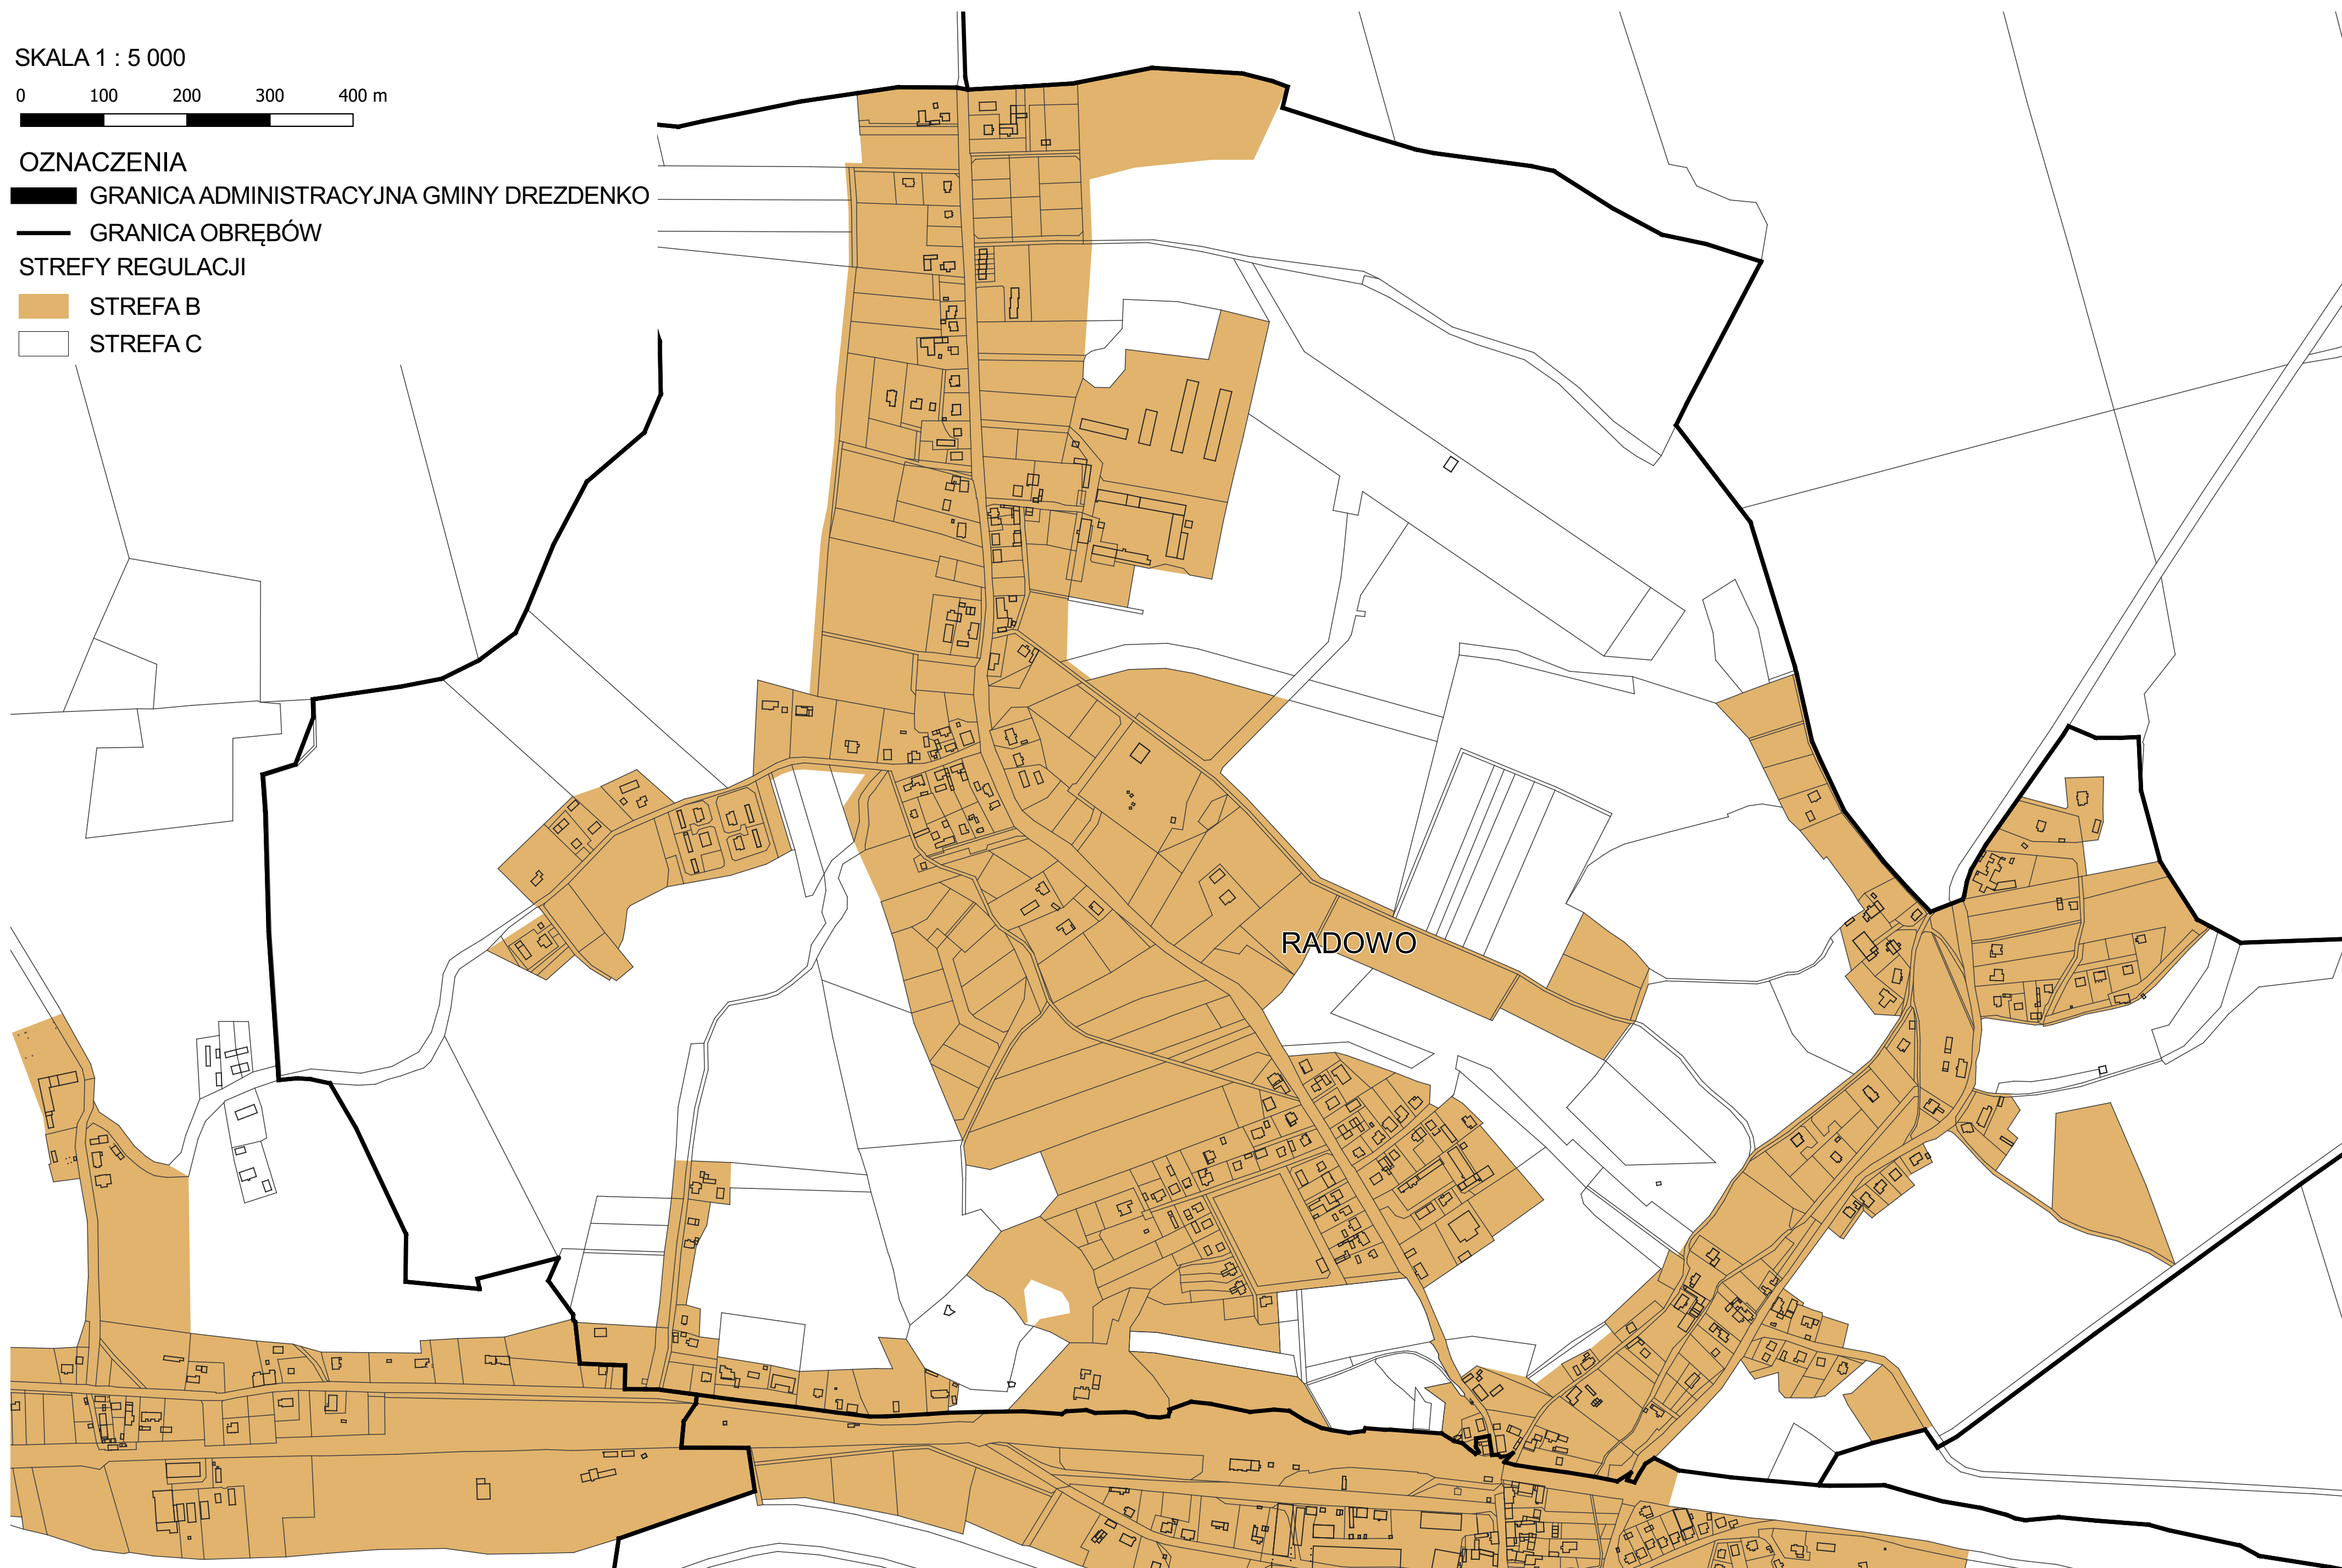 SKALA 1 : 5 000
0 100 200 300 400 m
OZNACZENIA
GRANICA ADMINISTRACYJNA GMINY DREZDENKO
GRANICA OBRĘBÓW
STREFY REGULACJI
STREFA B
STREFA C
RADOWO